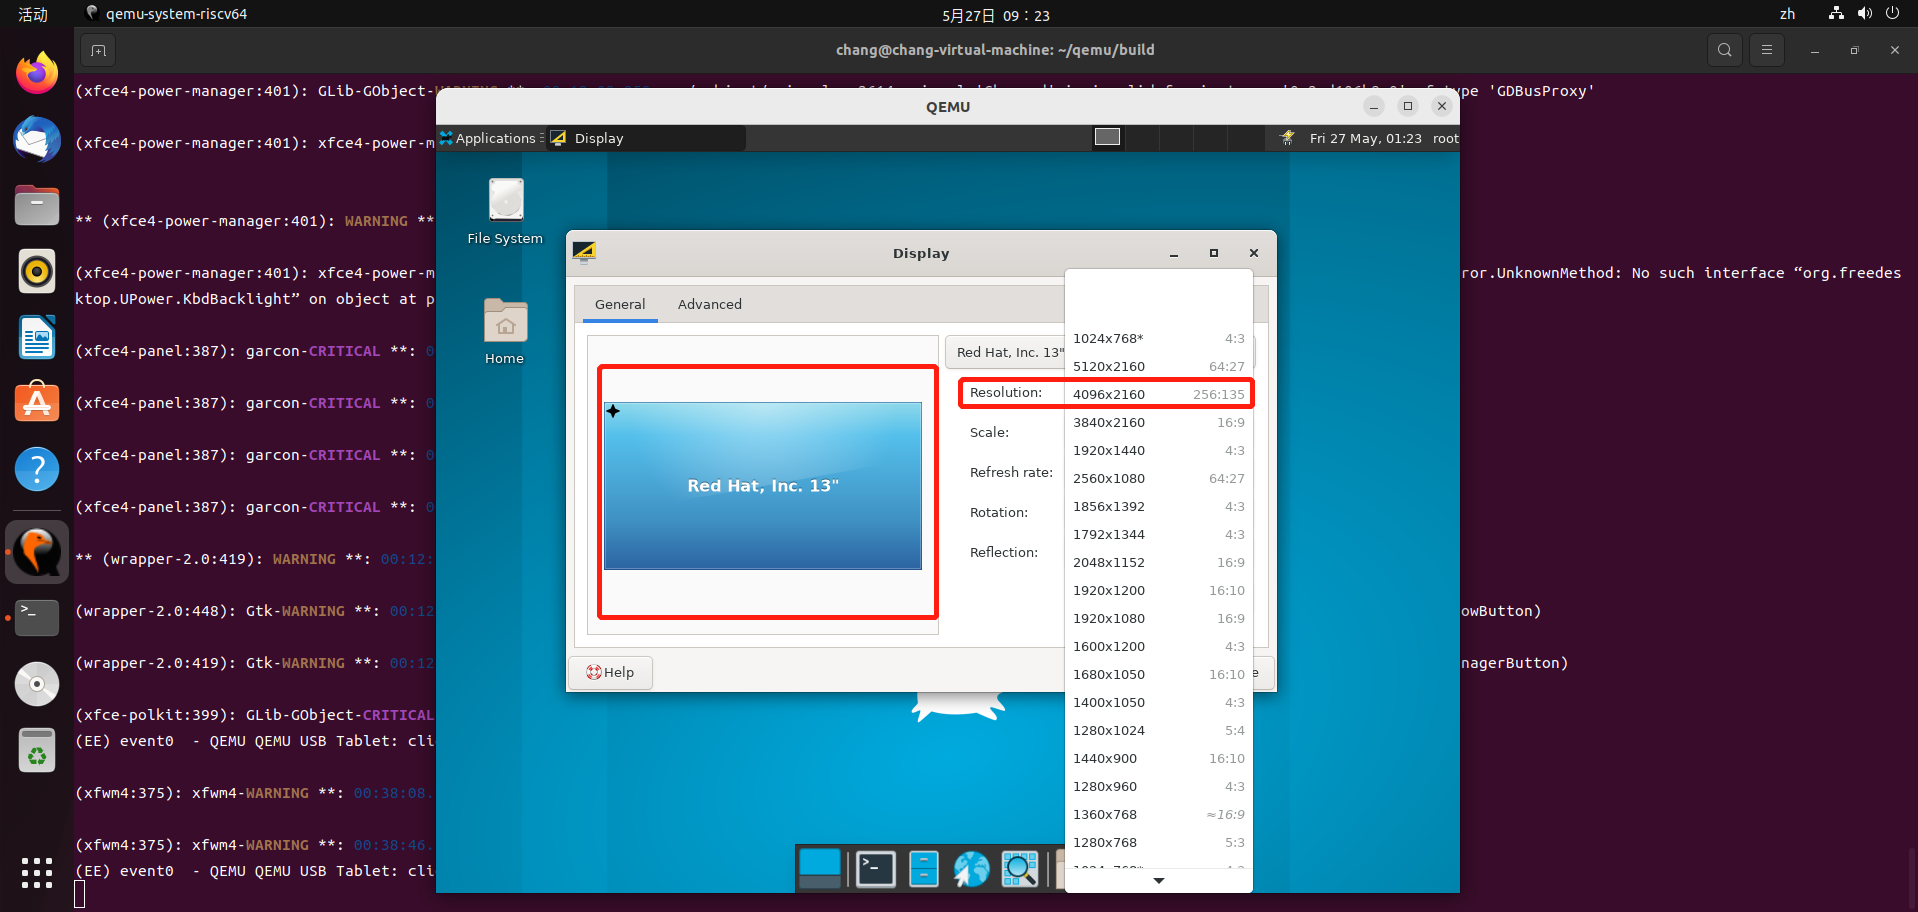 活动
qemu-system-riscv64
5月27日 09：23
zh
chang@chang-virtual-machine: ~/qemu/build
(xfce4-power-manager:401): GLib-GObject-
ype 'GDBusProxy'
QEMU
Applications
Display
Fri 27 May, 01:23
root
(xfce4-power-manager:401): xfce4-power-m
** (xfce4-power-manager:401): WARNING **
(xfce4-power-manager:401): xfce4-power-m
ror.UnknownMethod: No such interface “org.freedes
ktop.UPower.KbdBacklight” on object at p
(xfce4-panel:387): garcon-CRITICAL **: 0
(xfce4-panel:387): garcon-CRITICAL **: 0
(xfce4-panel:387): garcon-CRITICAL **: 0
(xfce4-panel:387): garcon-CRITICAL **: 0
** (wrapper-2.0:419): WARNING **: 00:12:
(wrapper-2.0:448): Gtk-WARNING **: 00:12
owButton)
(wrapper-2.0:419): Gtk-WARNING **: 00:12
nagerButton)
(xfce-polkit:399): GLib-GObject-CRITICAL
(EE) event0  - QEMU QEMU USB Tablet: cli
(xfwm4:375): xfwm4-WARNING **: 00:38:08.
(xfwm4:375): xfwm4-WARNING **: 00:38:46.
(EE) event0  - QEMU QEMU USB Tablet: cli
File System
Home
Display
General
Advanced
Red Hat, Inc. 13"
Red Hat, Inc. 13"
Resolution:
Scale:
Refresh rate:
Rotation:
Reflection:
Help
e
1024x768* 4:3
5120x2160 64:27
4096x2160 256:135
3840x2160 16:9
1920x1440 4:3
2560x1080 64:27
1856x1392 4:3
1792x1344 4:3
2048x1152 16:9
1920x1200 16:10
1920x1080 16:9
1600x1200 4:3
1680x1050 16:10
1400x1050 4:3
1280x1024 5:4
1440x900 16:10
1280x960 4:3
1360x768 ≈16:9
1280x768 5:3